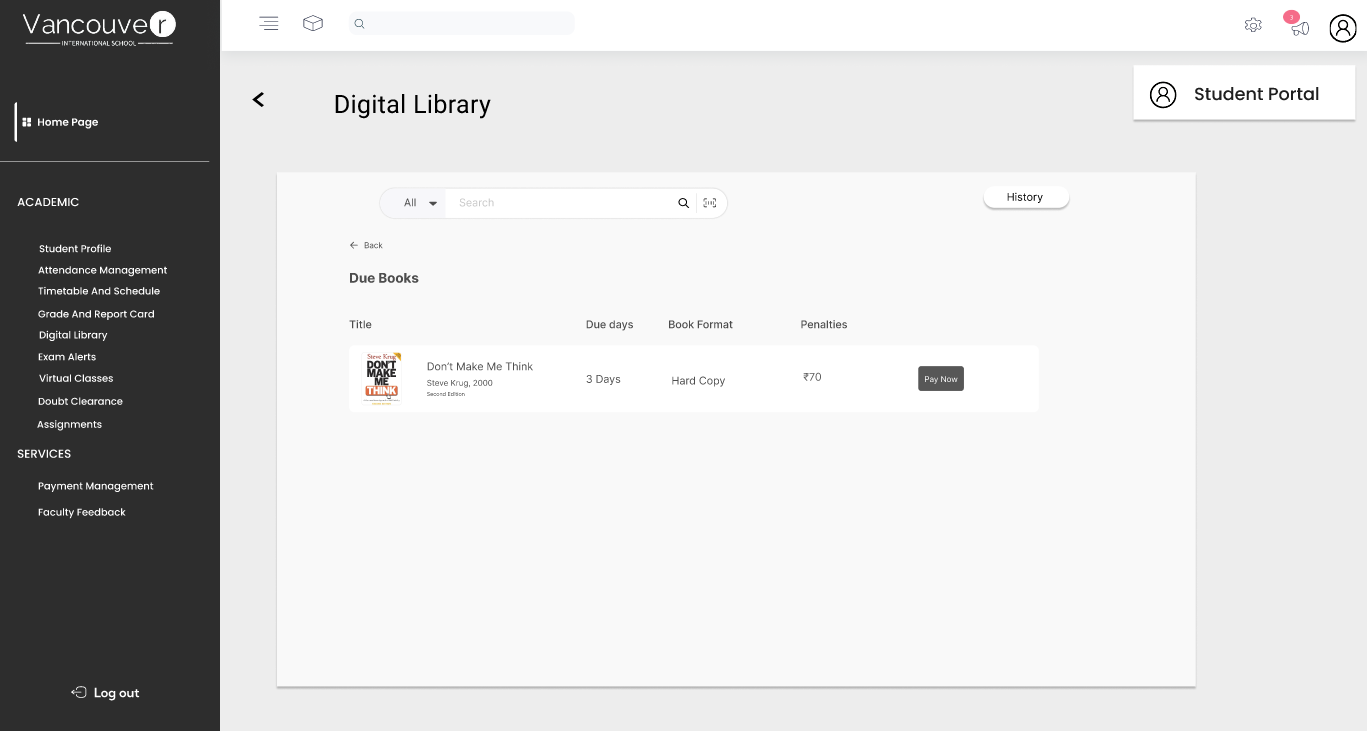 Vancouver
INTERNATIONAL SCHOOL
3
Digital Library
Student Portal
Home Page
ACADEMIC
Student Profile
Attendance Management
Timetable And Schedule
Grade And Report Card
Digital Library
Exam Alerts
Virtual Classes
Doubt Clearance
Assignments
SERVICES
Payment Management
Faculty Feedback
Log out
All
Search
History
Back
Due Books
Title Due days Book Format Penalties
Steve Krug
DON'T
MAKE
ME
THINK
Don't Make Me Think
Steve Krug, 2000
Second Edition
3 Days
Hard Copy
₹70
Pay Now